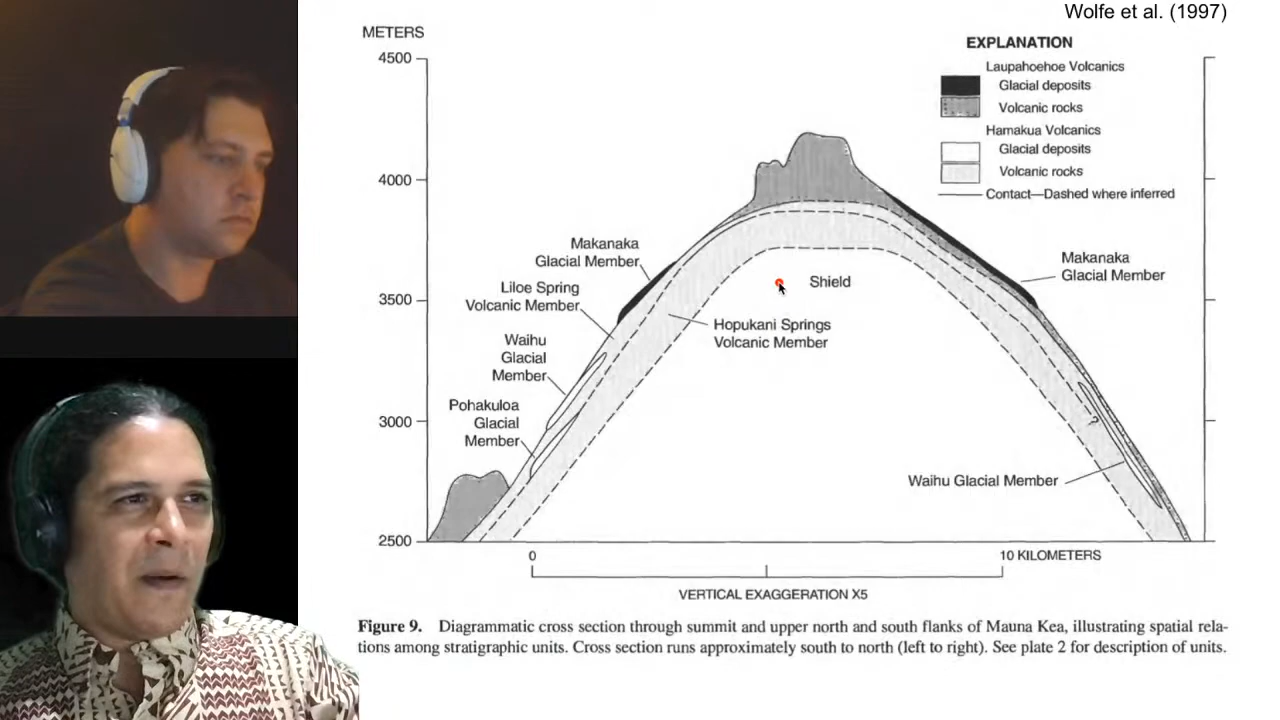 Wolfe et al. (1997)
METERS
4500
4000
3500
3000
2500
EXPLANATION
Laupahoehoe Volcanics
Glacial deposits
Volcanic rocks
Hamakua Volcanics
Glacial deposits
Volcanic rocks
Contact—Dashed where inferred
Makanaka
Glacial Member
Liloe Spring
Volcanic Member
Waihu
Glacial
Member
Pohakuloa
Glacial
Member
Shield
Hopukani Springs
Volcanic Member
Makanaka
Glacial Member
Waihu Glacial Member
0
10 KILOMETERS
VERTICAL EXAGGERATION X5
Figure 9. Diagrammatic cross section through summit and upper north and south flanks of Mauna Kea, illustrating spatial rela-
tions among stratigraphic units. Cross section runs approximately south to north (left to right). See plate 2 for description of units.